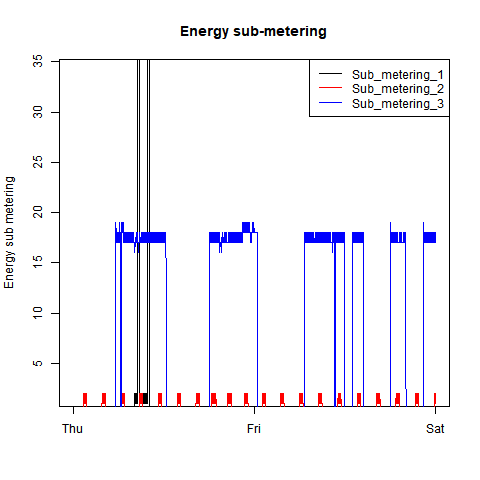 Energy sub-metering
Sub_metering_1
Sub_metering_2
Sub_metering_3
Energy sub metering
35
30
25
20
15
10
5
Thu Fri Sat